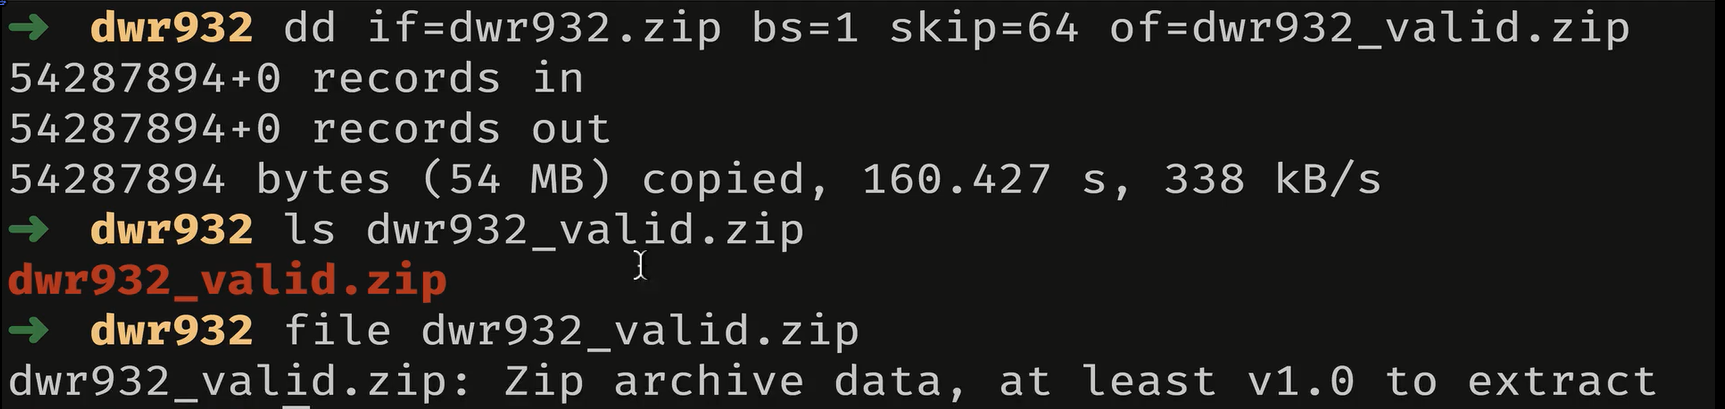 ➜ dwr932 dd if=dwr932.zip bs=1 skip=64 of=dwr932_valid.zip
54287894+0 records in
54287894+0 records out
54287894 bytes (54 MB) copied, 160.427 s, 338 kB/s
➜ dwr932 ls dwr932_valid.zip
dwr932_valid.zip
➜ dwr932 file dwr932_valid.zip
dwr932_valid.zip: Zip archive data, at least v1.0 to extract